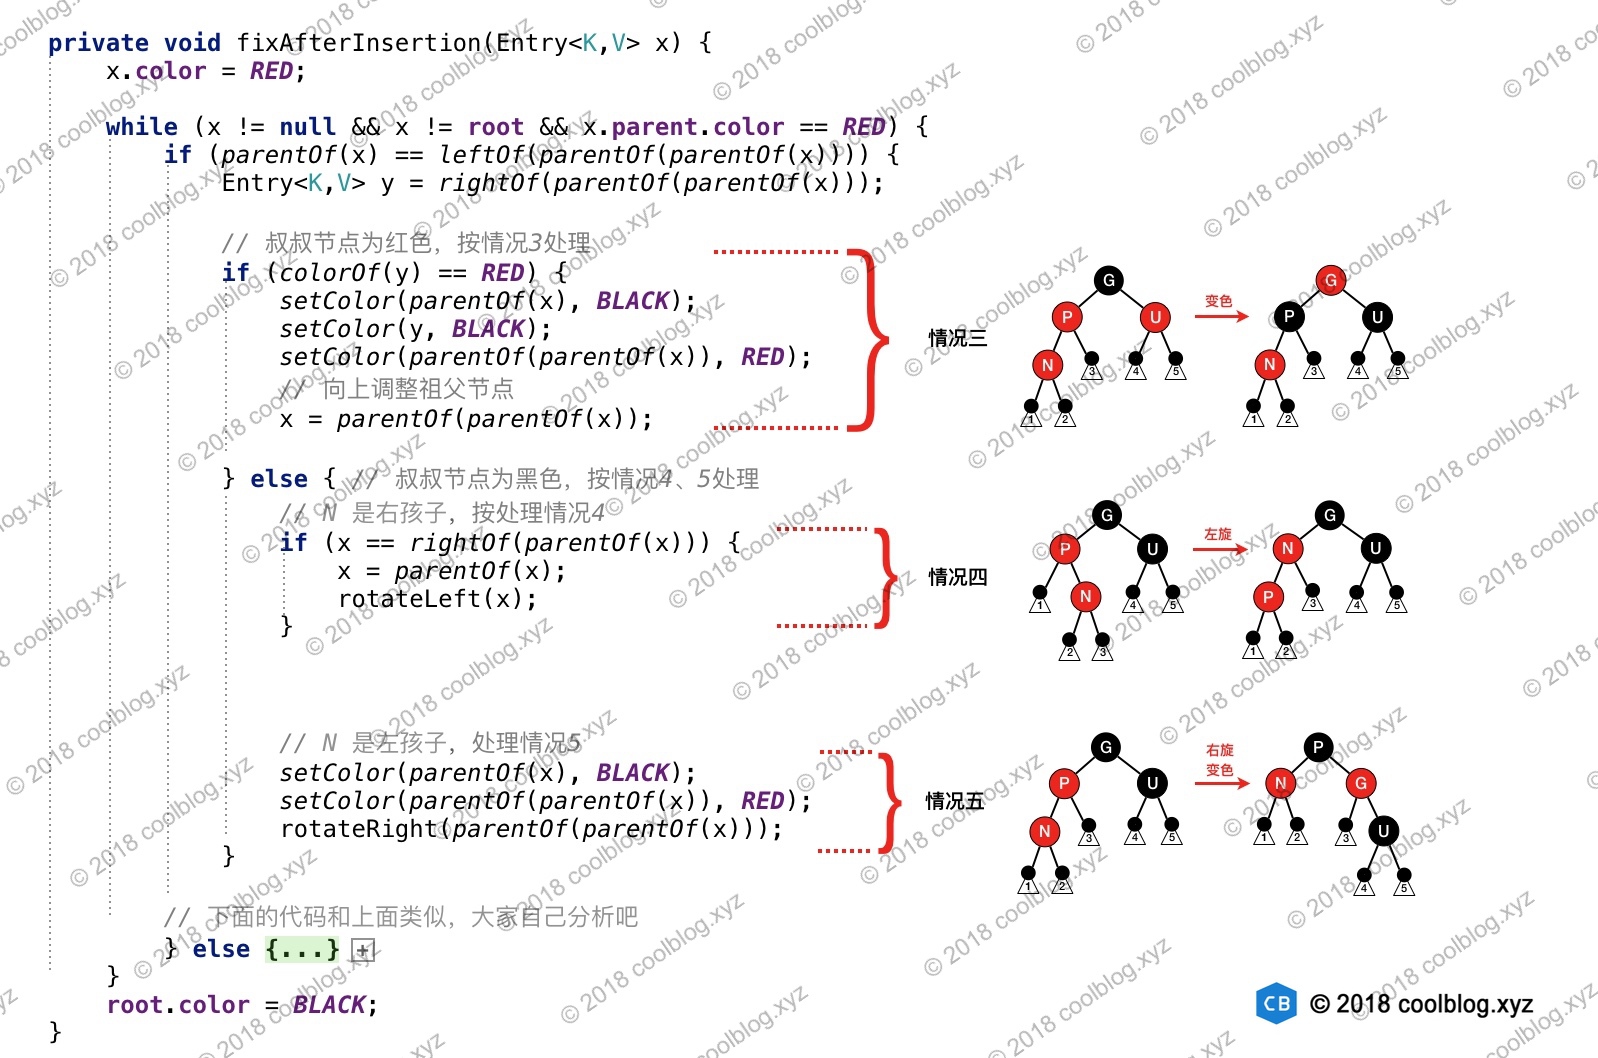 private void fixAfterInsertion(Entry<K,V> x) {
x.color = RED;
while (x != null && x != root && x.parent.color == RED) {
if (parentOf(x) == leftOf(parentOf(parentOf(x)))) {
Entry<K,V> y = rightOf(parentOf(parentOf(x)));
// 叔叔节点为红色，按情况3处理
if (colorOf(y) == RED) {
setColor(parentOf(x), BLACK);
setColor(y, BLACK);
setColor(parentOf(parentOf(x)), RED);
// 向上调整祖父节点
x = parentOf(parentOf(x));
情况三
G
P U
N 3 4 5
1 2
变色
G
P U
N 3 4 5
1 2
} else { // 叔叔节点为黑色，按情况4、5处理
// N 是右孩子，按处理情况4
if (x == rightOf(parentOf(x))) {
x = parentOf(x);
rotateLeft(x);
}
情况四
G
P U
1 N 4 5
2 3
左旋
G
N U
P 3 4 5
1 2
// N 是左孩子，处理情况5
setColor(parentOf(x), BLACK);
setColor(parentOf(parentOf(x)), RED);
rotateRight(parentOf(parentOf(x)));
}
情况五
G
P U
N 3 4 5
1 2
右旋
变色
P
N G
1 2 3 U
4 5
// 下面的代码和上面类似，大家自己分析吧
} else {...} +
}
root.color = BLACK;
}
CB © 2018 coolblog.xyz